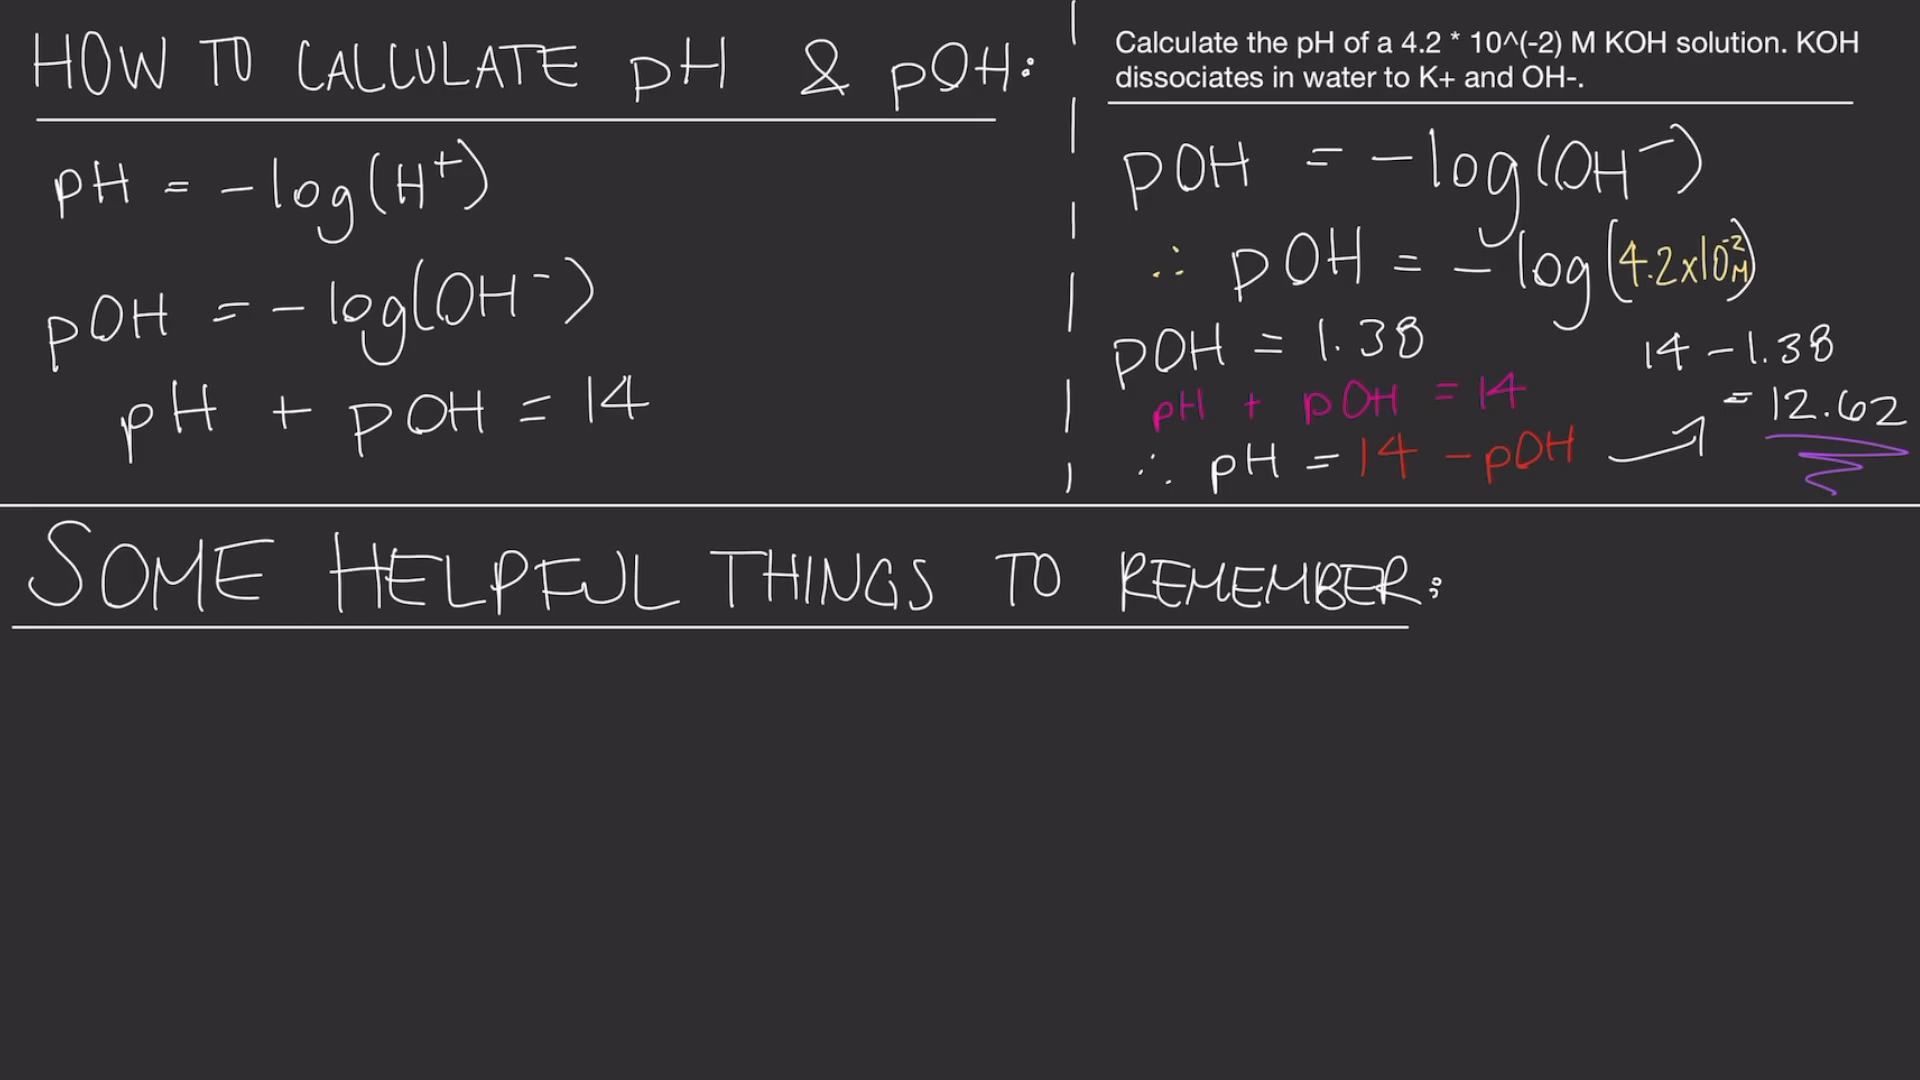 HOW TO CALCULATE pH & pOH:
pH = -log(H⁺)
pOH = -log(OH⁻)
pH + pOH = 14
Calculate the pH of a 4.2 * 10^(-2) M KOH solution. KOH
dissociates in water to K+ and OH-.
pOH = -log(OH⁻)
∴ pOH = -log(4.2x10⁻² M)
pOH = 1.38
pH + pOH = 14
∴ pH = 14 - pOH
14 - 1.38
= 12.62
SOME HELPFUL THINGS TO REMEMBER: